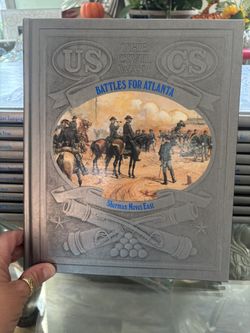 US
THE
CIVIL
WAR
CS
BATTLES FOR ATLANTA
Sherman Moves East